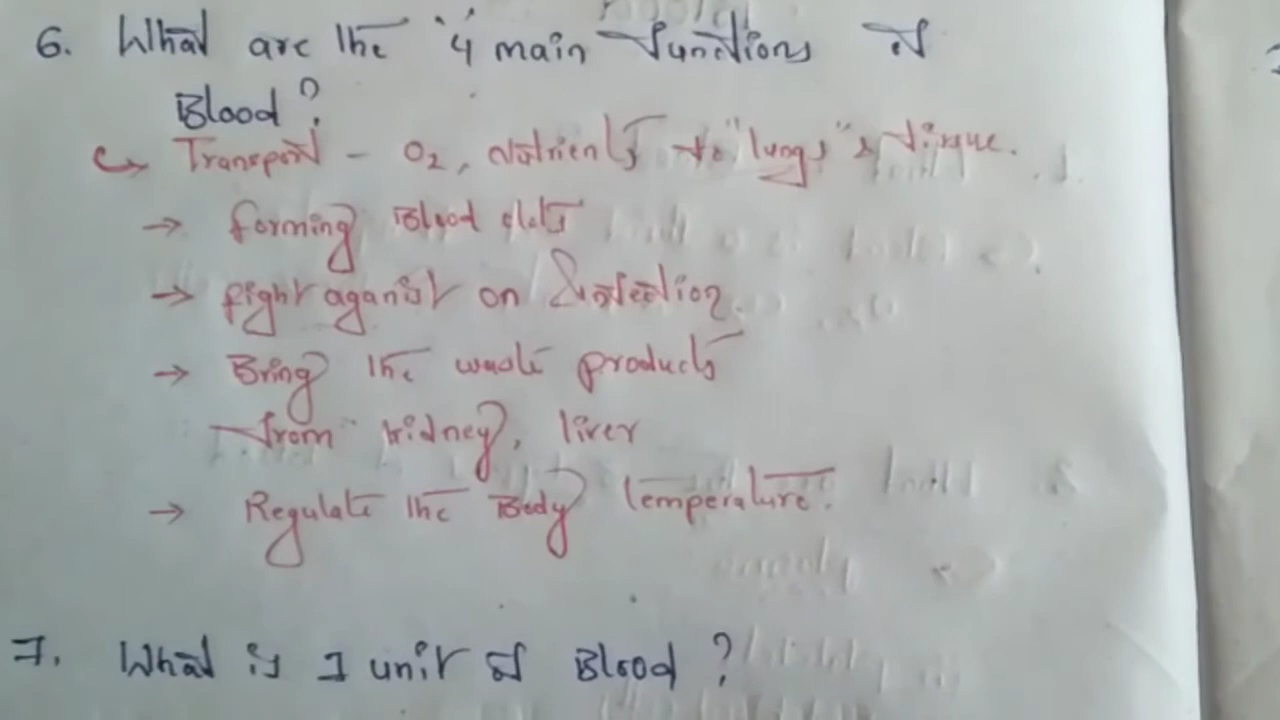 6. What are the '4 main functions of
Blood?
↪ Transport - O2, Nutrients to "lungs" & tissue.
→ forming Blood clots
→ fight aganist on Infection.
→ Bring the waste products
from kidney, liver
→ Regulate the Body temperature.
7. What is 1 unit of Blood?